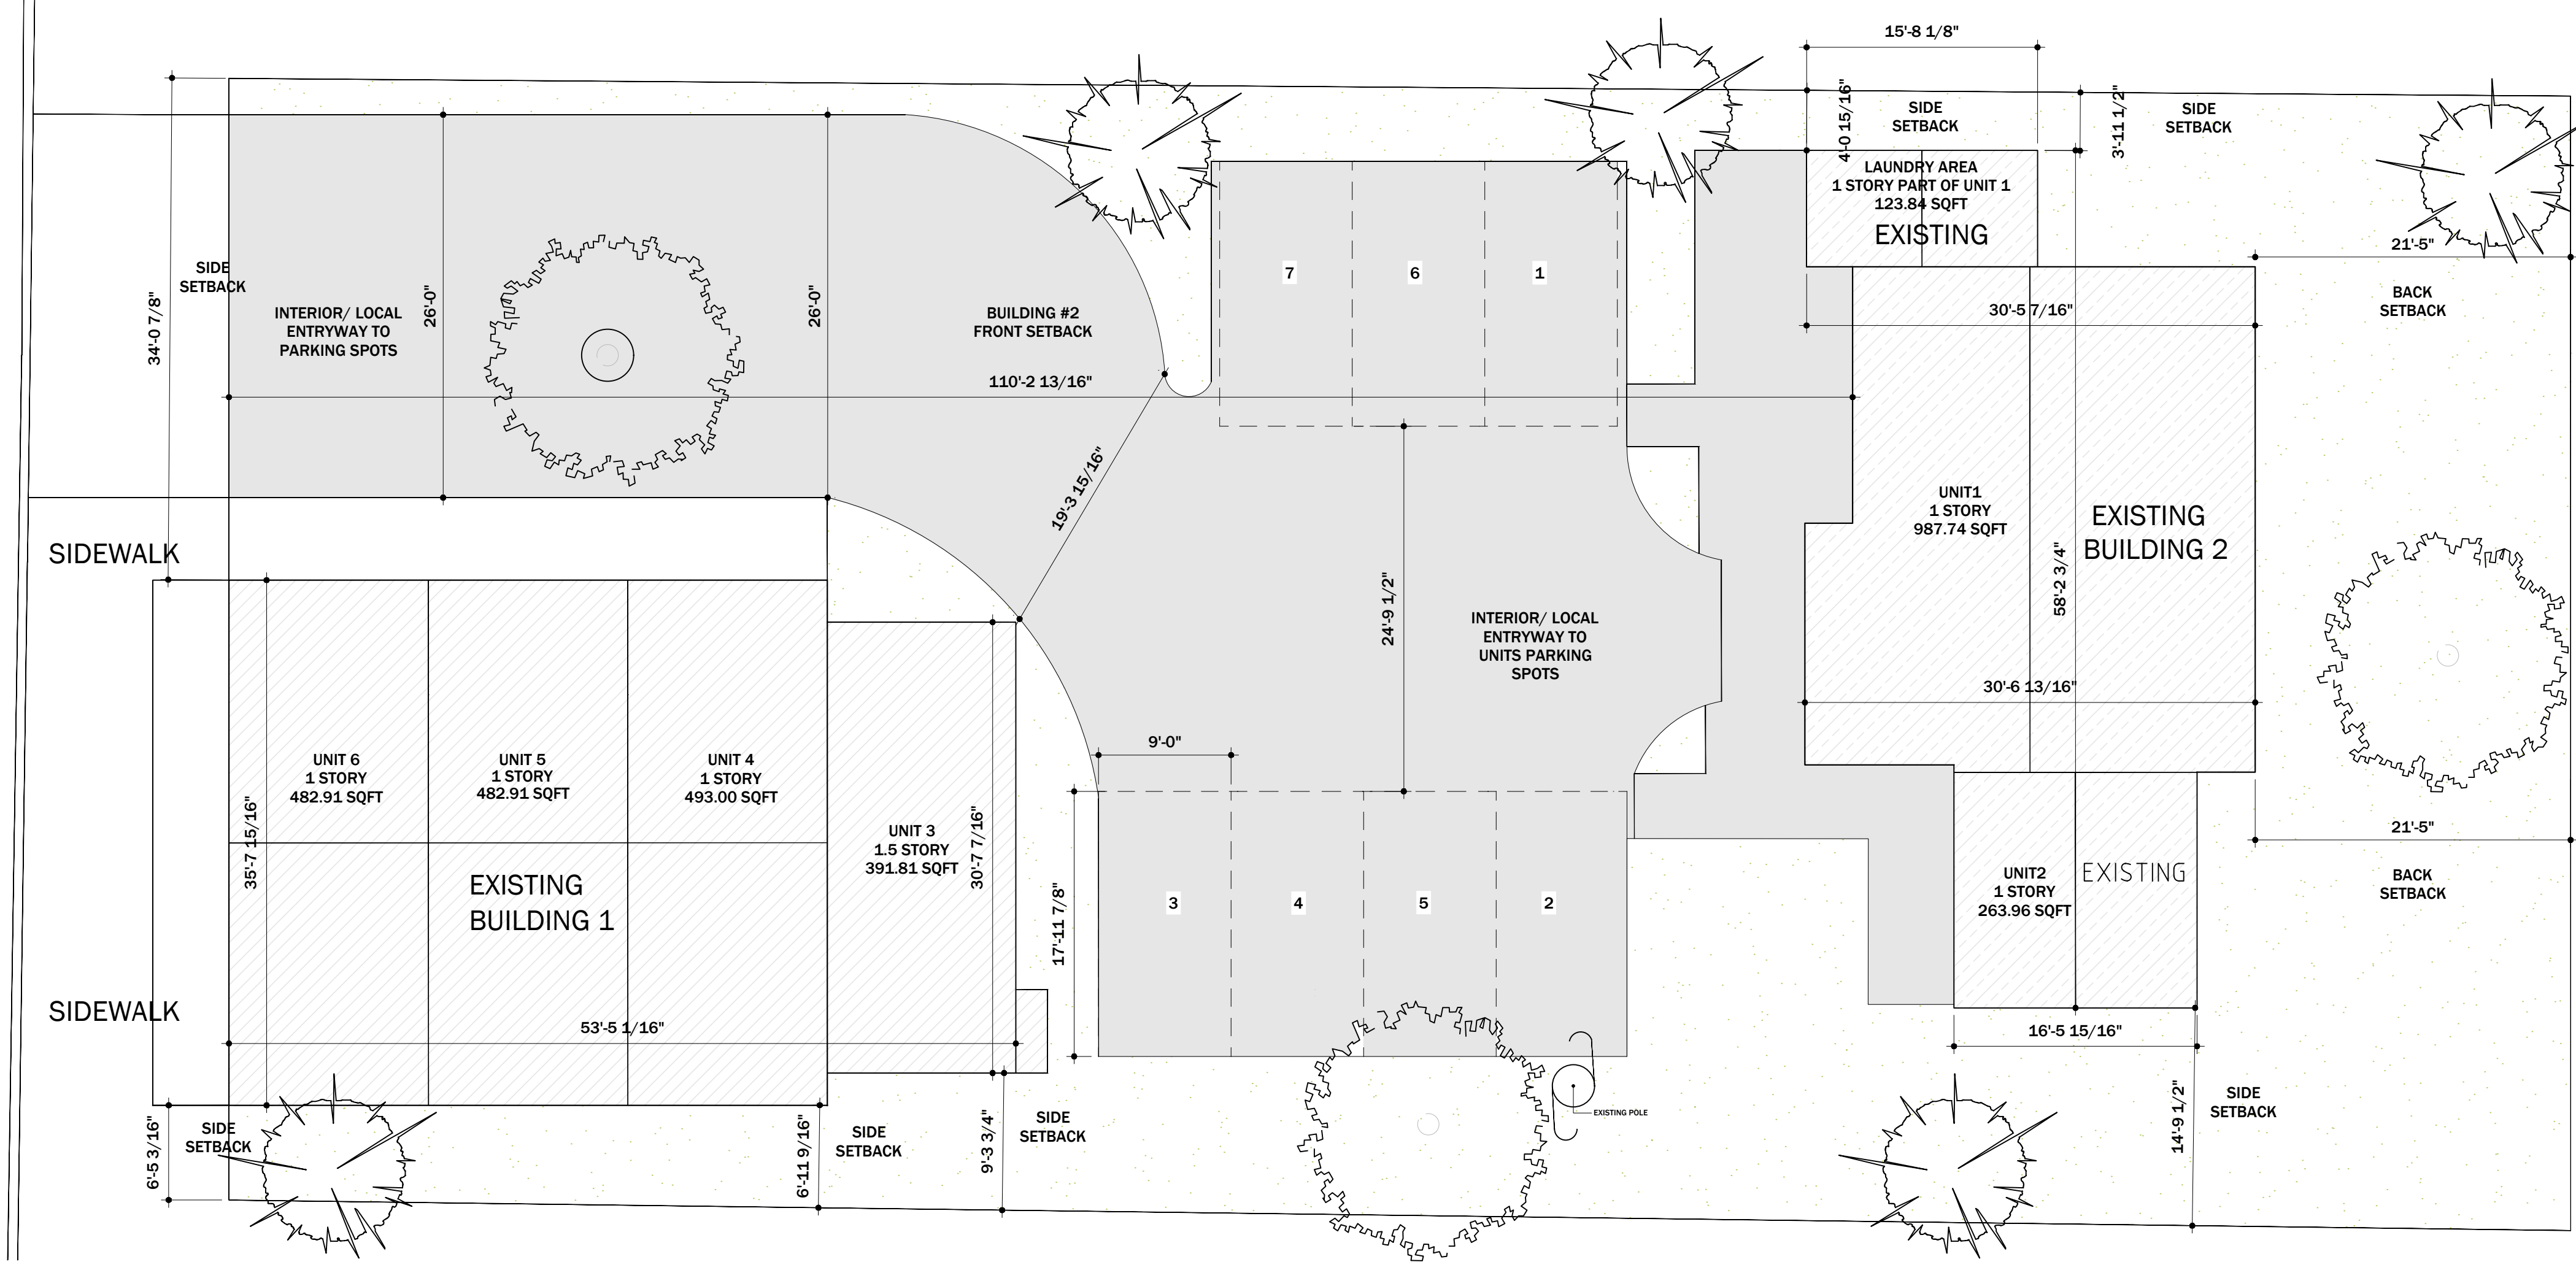 15'-8 1/8"
4'-0 15/16"
SIDE
SETBACK
3'-11 1/2"
SIDE
SETBACK
LAUNDRY AREA
1 STORY PART OF UNIT 1
123.84 SQFT
EXISTING
21'-5"
BACK
SETBACK
SIDE
SETBACK
34'-0 7/8"
INTERIOR/ LOCAL
ENTRYWAY TO
PARKING SPOTS
26'-0"
26'-0"
BUILDING #2
FRONT SETBACK
110'-2 13/16"
7
6
1
30'-5 7/16"
19'-3 15/16"
UNIT1
1 STORY
987.74 SQFT
EXISTING
BUILDING 2
58'-2 3/4"
SIDEWALK
24'-9 1/2"
INTERIOR/ LOCAL
ENTRYWAY TO
UNITS PARKING
SPOTS
30'-6 13/16"
9'-0"
UNIT 6
1 STORY
482.91 SQFT
UNIT 5
1 STORY
482.91 SQFT
UNIT 4
1 STORY
493.00 SQFT
UNIT 3
1.5 STORY
391.81 SQFT
35'-7 15/16"
30'-7 7/16"
17'-11 7/8"
EXISTING
BUILDING 1
3
4
5
2
UNIT2
1 STORY
263.96 SQFT
EXISTING
21'-5"
BACK
SETBACK
SIDEWALK
53'-5 1/16"
16'-5 15/16"
6'-5 3/16"
SIDE
SETBACK
6'-11 9/16"
SIDE
SETBACK
9'-3 3/4"
SIDE
SETBACK
EXISTING POLE
14'-9 1/2"
SIDE
SETBACK